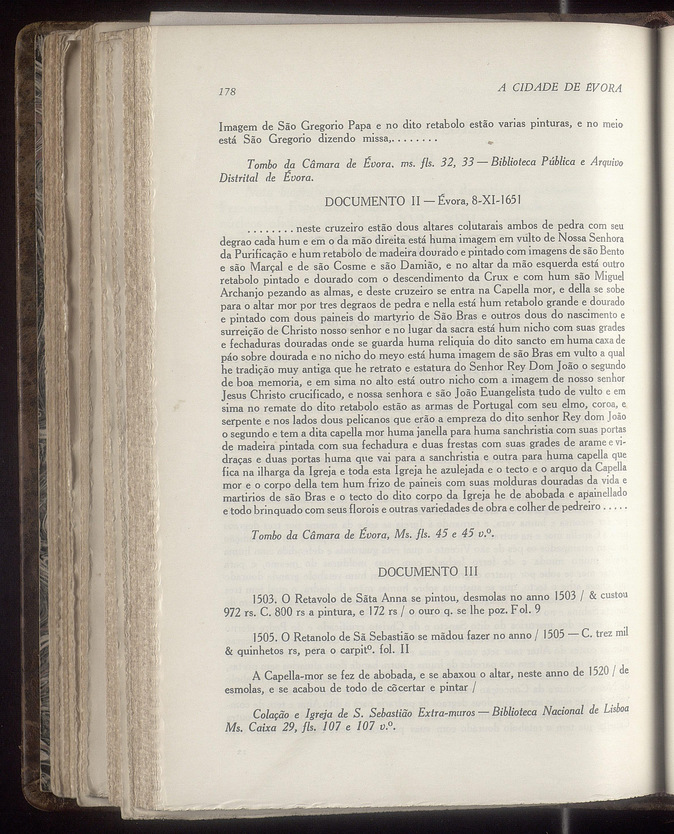 178
A CIDADE DE ÉVORA
Imagem de São Gregorio Papa e no dito retabolo estão varias pinturas, e no meio
está São Gregorio dizendo missa,........
Tombo da Câmara de Évora. ms. fls. 32, 33 — Biblioteca Pública e Arquivo
Distrital de Évora.
DOCUMENTO II — Évora, 8-XI-1651
........ neste cruzeiro estão dous altares colutarais ambos de pedra com seu
degrao cada hum e em o da mão direita está huma imagem em vulto de Nossa Senhora
da Purificação e hum retabolo de madeira dourado e pintado com imagens de são Bento
e são Marçal e de são Cosme e são Damião, e no altar da mão esquerda está outro
retabolo pintado e dourado com o descendimento da Crux e com hum são Miguel
Archanjo pezando as almas, e deste cruzeiro se entra na Capella mor, e della se sobe
para o altar mor por tres degraos de pedra e nella está hum retabolo grande e dourado
e pintado com dous paineis do martyrio de São Bras e outros dous do nascimento e
surreição de Christo nosso senhor e no lugar da sacra está hum nicho com suas grades
e fechaduras douradas onde se guarda huma reliquia do dito sancto em huma caxa de
páo sobre dourada e no nicho do meyo está huma imagem de são Bras em vulto a qual
he tradição muy antiga que he retrato e estatura do Senhor Rey Dom João o segundo
de boa memoria, e em sima no alto está outro nicho com a imagem de nosso senhor
Jesus Christo crucificado, e nossa senhora e são João Euangelista tudo de vulto e em
sima no remate do dito retabolo estão as armas de Portugal com seu elmo, coroa, e
serpente e nos lados dous pelicanos que erão a empreza do dito senhor Rey dom João
o segundo e tem a dita capella mor huma janella para huma sanchristia com suas portas
de madeira pintada com sua fechadura e duas frestas com suas grades de arame e vi-
draças e duas portas huma que vai para a sanchristia e outra para huma capella que
fica na ilharga da Igreja e toda esta Igreja he azulejada e o tecto e o arquo da Capella
mor e o corpo della tem hum frizo de paineis com suas molduras douradas da vida e
martirios de são Bras e o tecto do dito corpo da Igreja he de abobada e apainellado
e todo brinquado com seus florois e outras variedades de obra e colher de pedreiro .....
Tombo da Câmara de Évora, Ms. fls. 45 e 45 v.º.
DOCUMENTO III
1503. O Retavolo de Sãta Anna se pintou, desmolas no anno 1503 / & custou
972 rs. C. 800 rs a pintura, e 172 rs / o ouro q. se lhe poz. Fol. 9
1505. O Retanolo de Sã Sebastião se mãdou fazer no anno / 1505 — C. trez mil
& quinhetos rs, pera o carpitº. fol. II
A Capella-mor se fez de abobada, e se abaxou o altar, neste anno de 1520 / de
esmolas, e se acabou de todo de cõcertar e pintar /
Colação e Igreja de S. Sebastião Extra-muros — Biblioteca Nacional de Lisboa
Ms. Caixa 29, fls. 107 e 107 v.º.